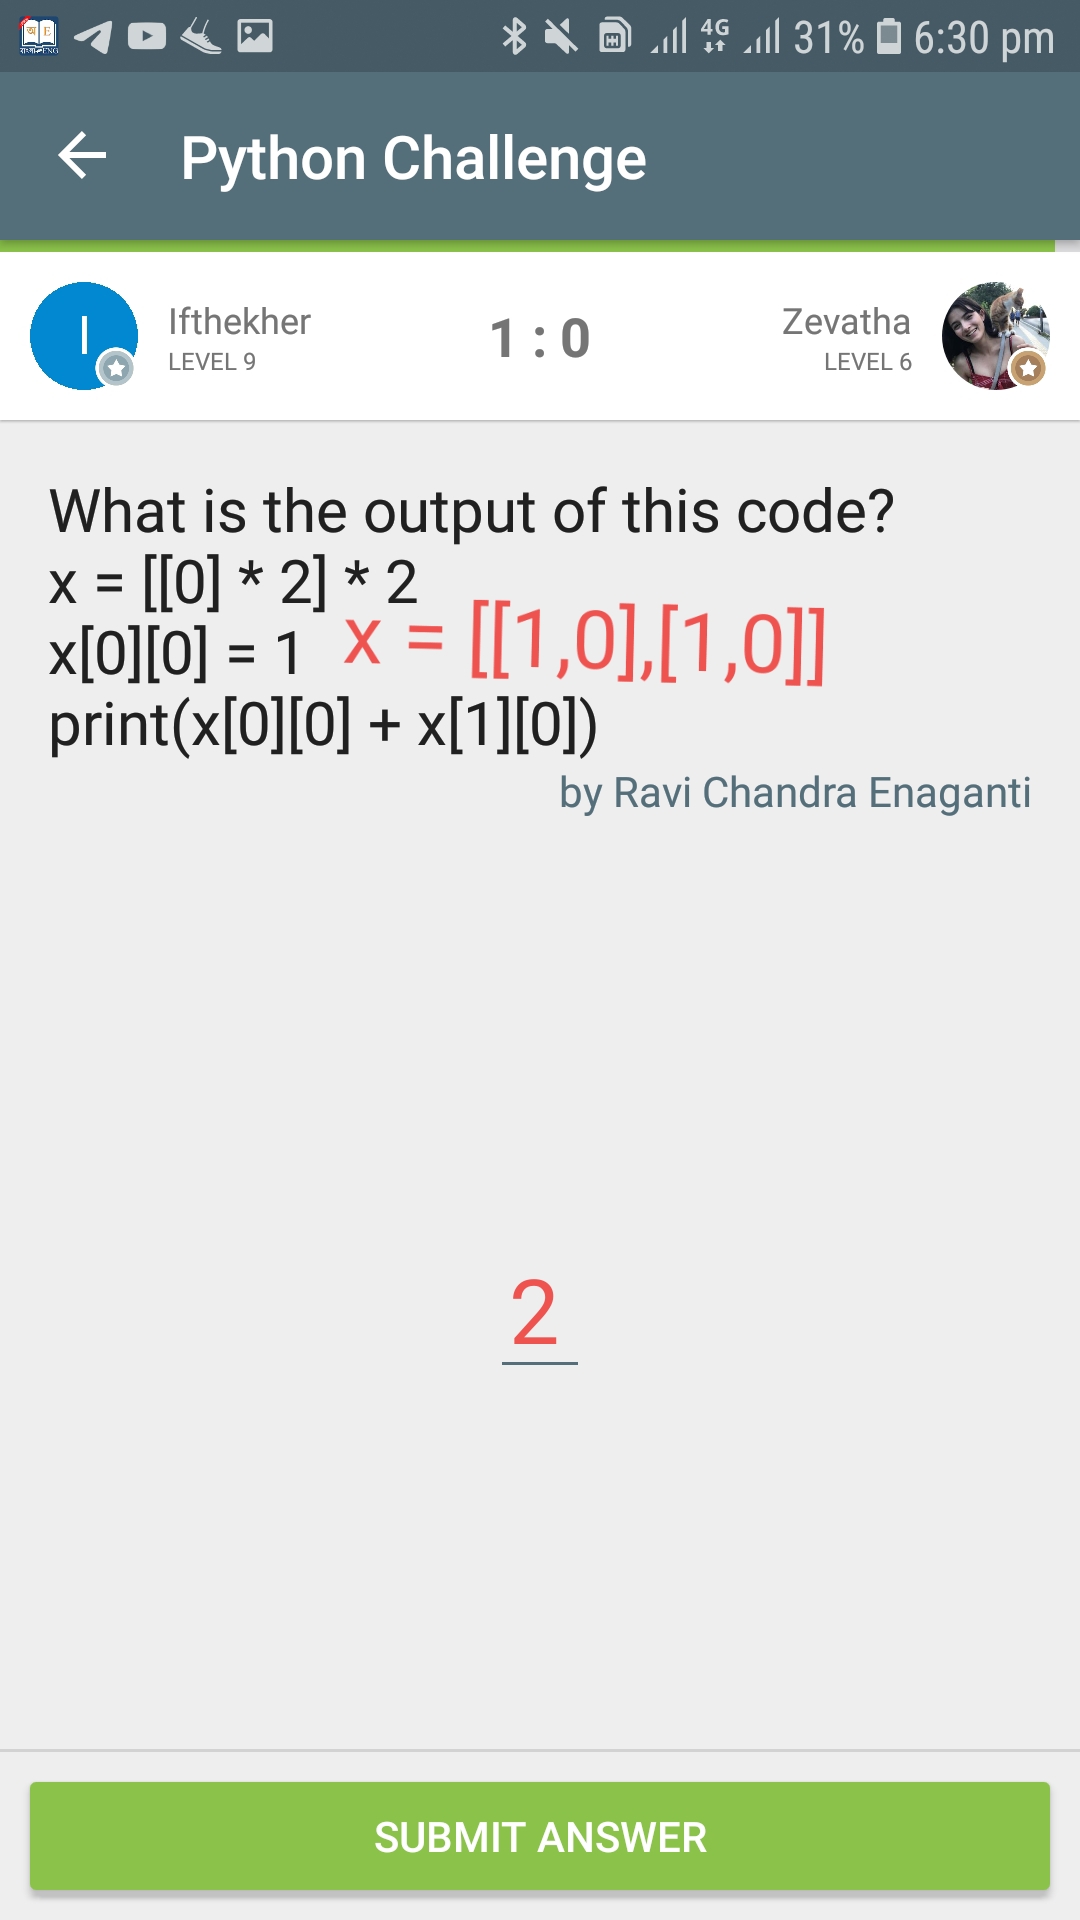 31% 6:30 pm
4G
Python Challenge
I
Ifthekher
LEVEL 9
1 : 0
Zevatha
LEVEL 6
What is the output of this code?
x = [[0] * 2] * 2
x[0][0] = 1
x = [[1,0],[1,0]]
print(x[0][0] + x[1][0])
by Ravi Chandra Enaganti
2
SUBMIT ANSWER